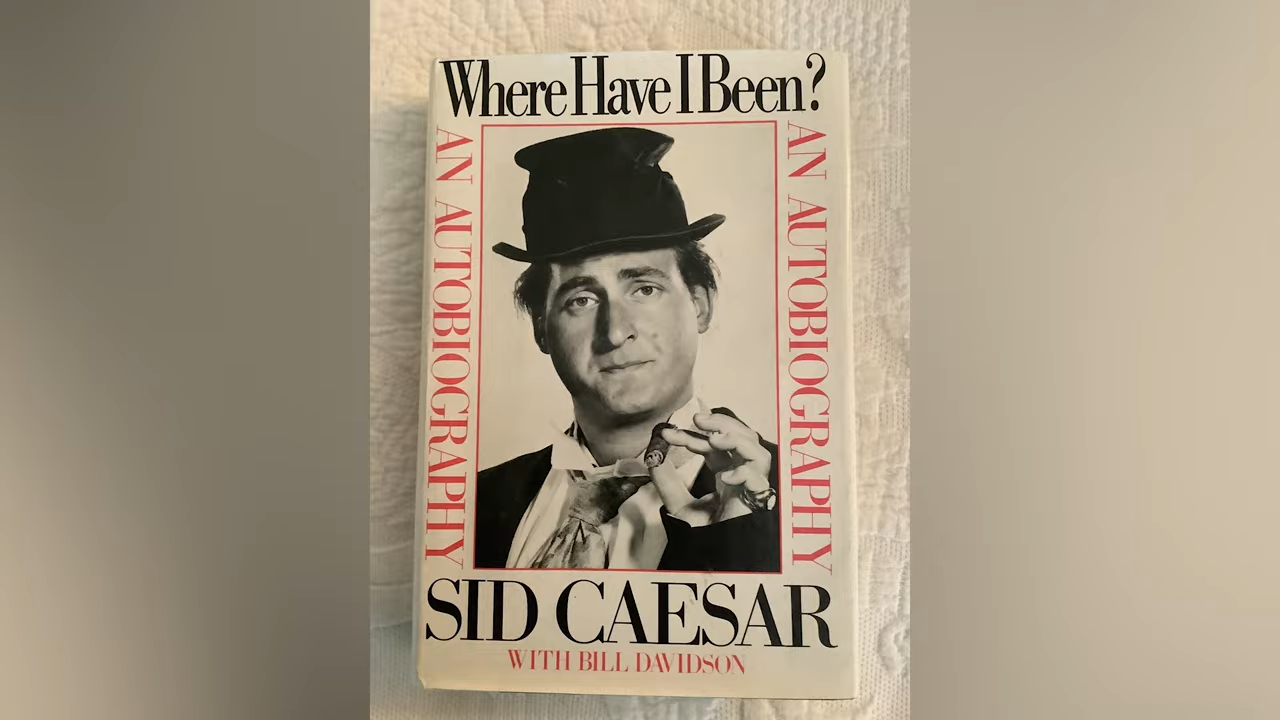 Where Have I Been?
AN AUTOBIOGRAPHY
AN AUTOBIOGRAPHY
SID CAESAR
WITH BILL DAVIDSON